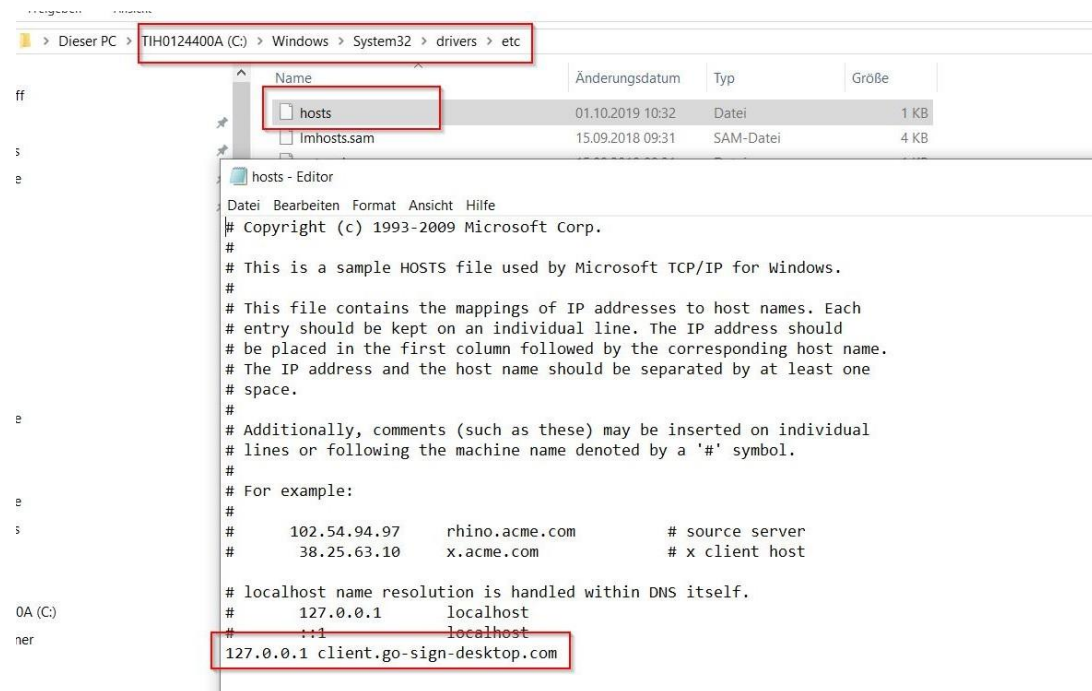 > Dieser PC > TIH0124400A (C:) > Windows > System32 > drivers > etc
Name Änderungsdatum Typ Größe
ff
hosts 01.10.2019 10:32 Datei 1 KB
lmhosts.sam 15.09.2018 09:31 SAM-Datei 4 KB
s
e
hosts - Editor
Datei Bearbeiten Format Ansicht Hilfe
# Copyright (c) 1993-2009 Microsoft Corp.
#
# This is a sample HOSTS file used by Microsoft TCP/IP for Windows.
#
# This file contains the mappings of IP addresses to host names. Each
# entry should be kept on an individual line. The IP address should
# be placed in the first column followed by the corresponding host name.
# The IP address and the host name should be separated by at least one
# space.
#
# Additionally, comments (such as these) may be inserted on individual
# lines or following the machine name denoted by a '#' symbol.
#
# For example:
#
# 102.54.94.97 rhino.acme.com # source server
# 38.25.63.10 x.acme.com # x client host
# localhost name resolution is handled within DNS itself.
# 127.0.0.1 localhost
# ::1 localhost
127.0.0.1 client.go-sign-desktop.com
e
e
s
0A (C:)
ner